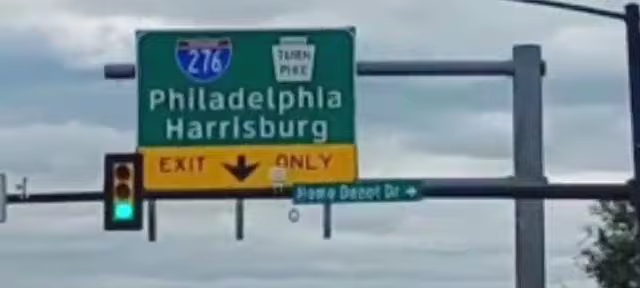 276
TURN
PIKE
Philadelphia
Harrisburg
EXIT ONLY
Home Depot Dr →